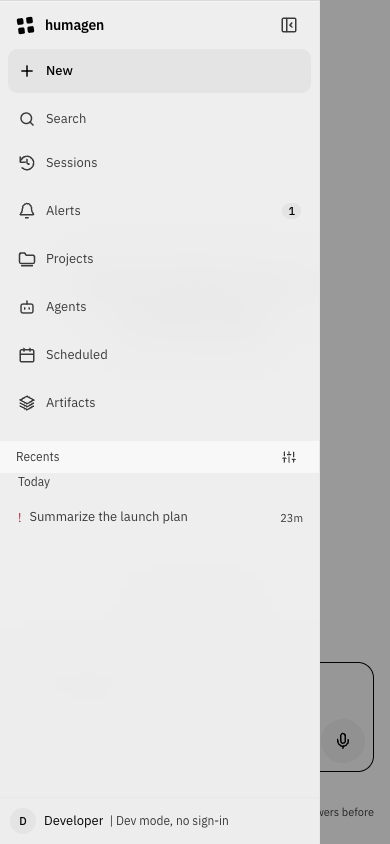 humagen
New
Search
Sessions
Alerts 1
Projects
Agents
Scheduled
Artifacts
Recents
Today
! Summarize the launch plan 23m
D Developer | Dev mode, no sign-in
before